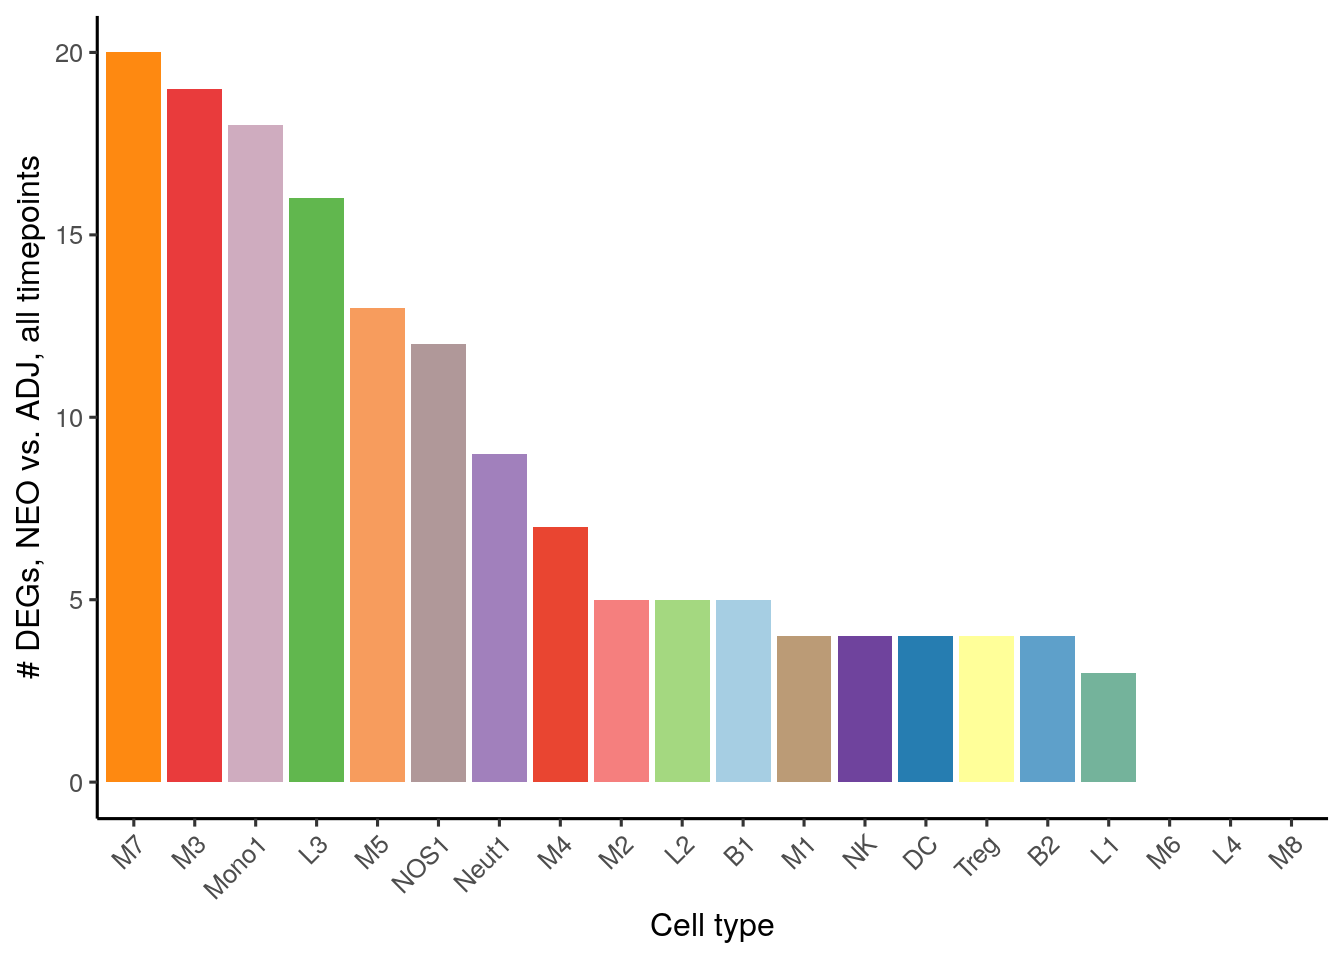 # DEGs, NEO vs. ADJ, all timepoints
20
15
10
5
0
M7 M3 Mono1 L3 M5 NOS1 Neut1 M4 M2 L2 B1 M1 NK DC Treg B2 L1 M6 L4 M8
Cell type